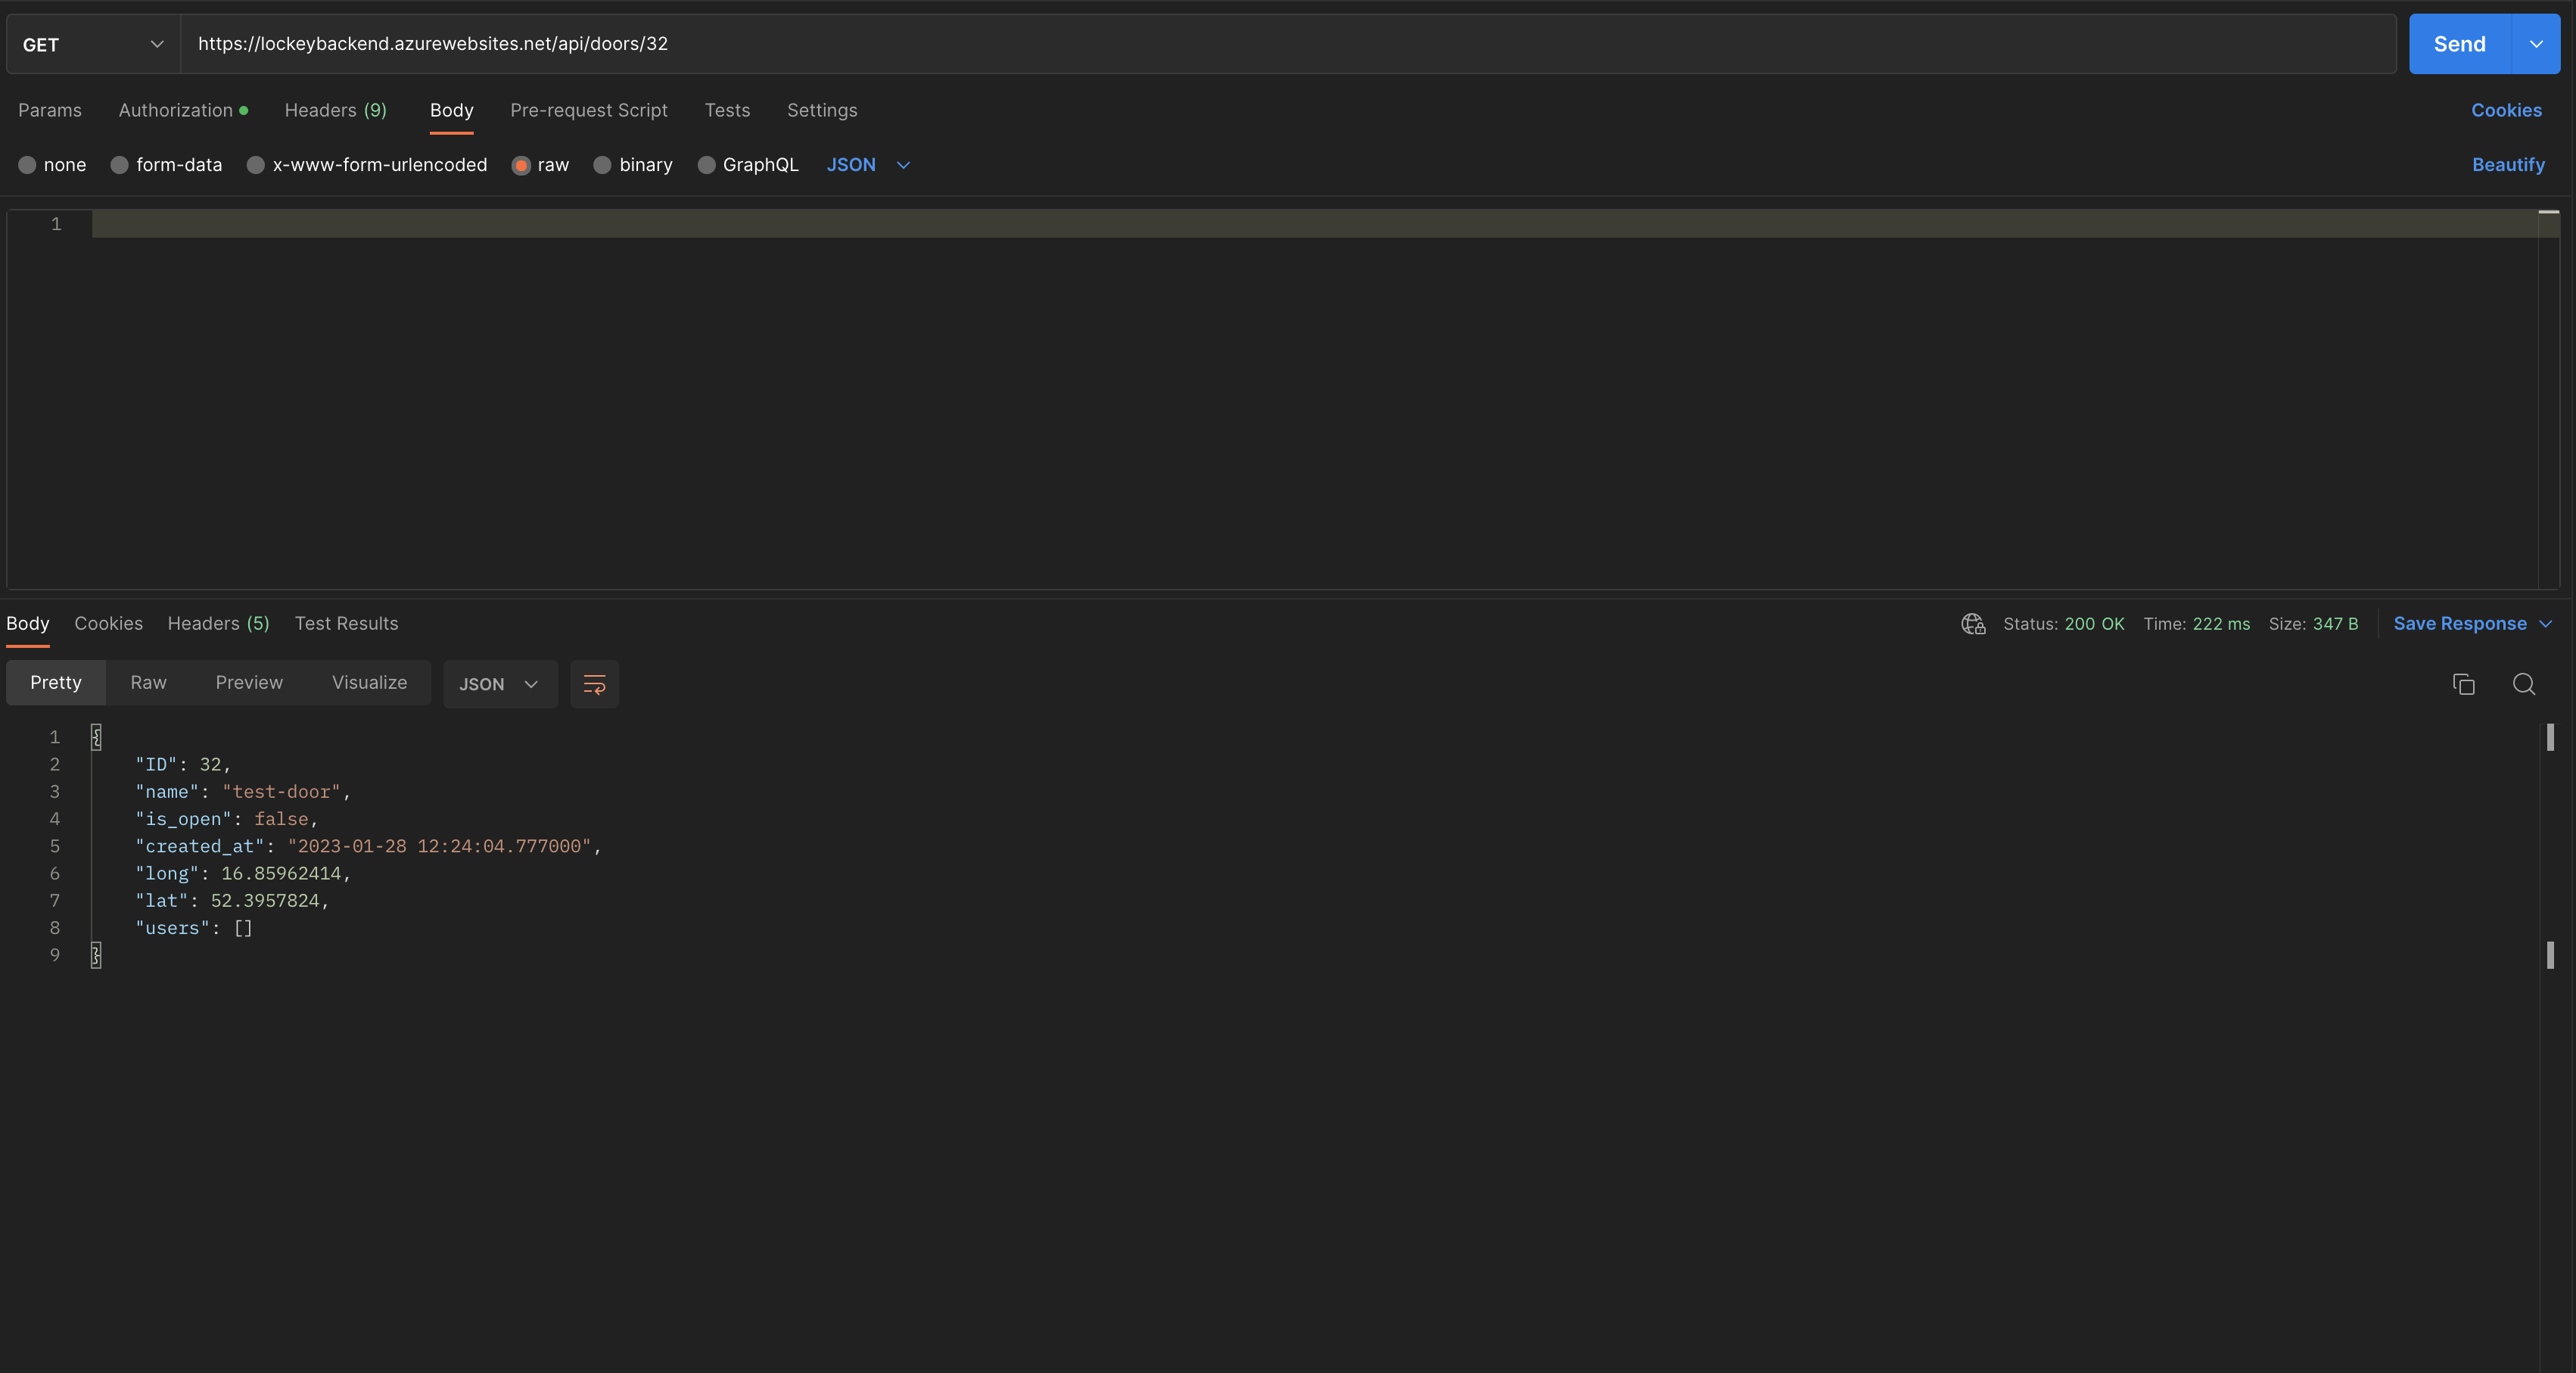 GET https://lockeybackend.azurewebsites.net/api/doors/32 Send
Params Authorization Headers (9) Body Pre-request Script Tests Settings Cookies
none form-data x-www-form-urlencoded raw binary GraphQL JSON Beautify
1
Body Cookies Headers (5) Test Results Status: 200 OK Time: 222 ms Size: 347 B Save Response
Pretty Raw Preview Visualize JSON
1 {
2 "ID": 32,
3 "name": "test-door",
4 "is_open": false,
5 "created_at": "2023-01-28 12:24:04.777000",
6 "long": 16.85962414,
7 "lat": 52.3957824,
8 "users": []
9 }